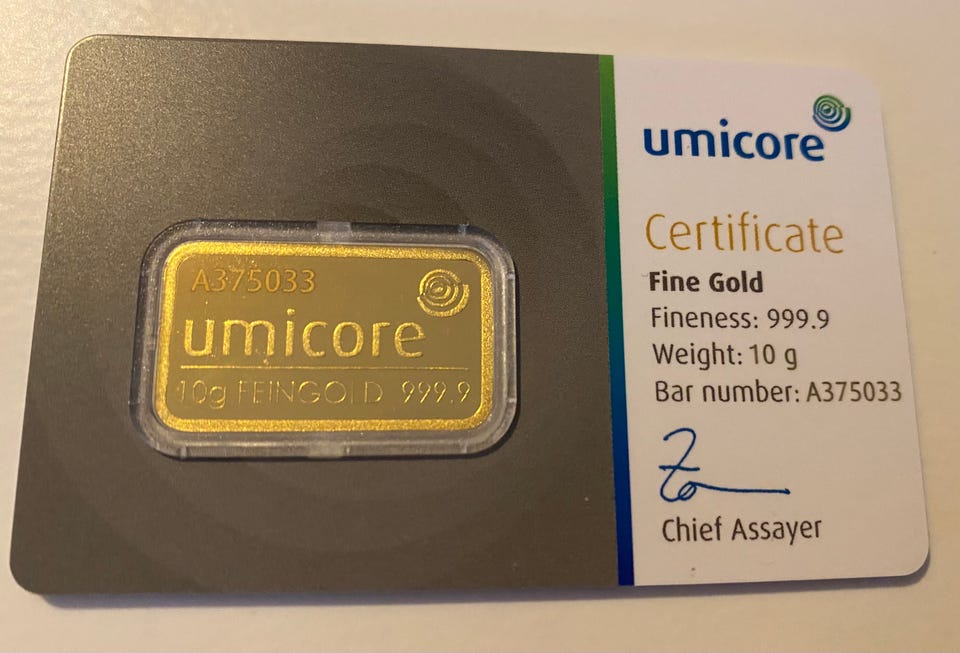 A375033
umicore
10g FEINGOLD 999.9
umicore
Certificate
Fine Gold
Fineness: 999.9
Weight: 10 g
Bar number: A375033
Chief Assayer